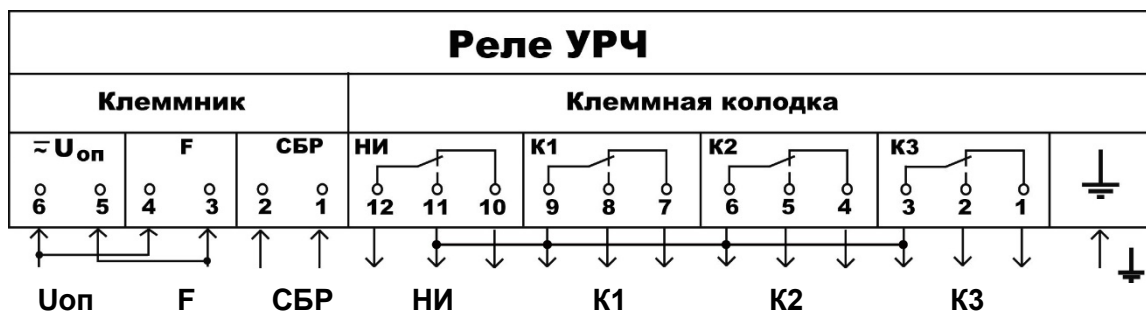 Реле УРЧ
Клеммник Клеммная колодка
≂ Uоп F СБР НИ К1 К2 К3
6 5 4 3 2 1 12 11 10 9 8 7 6 5 4 3 2 1
Uоп F СБР НИ К1 К2 К3